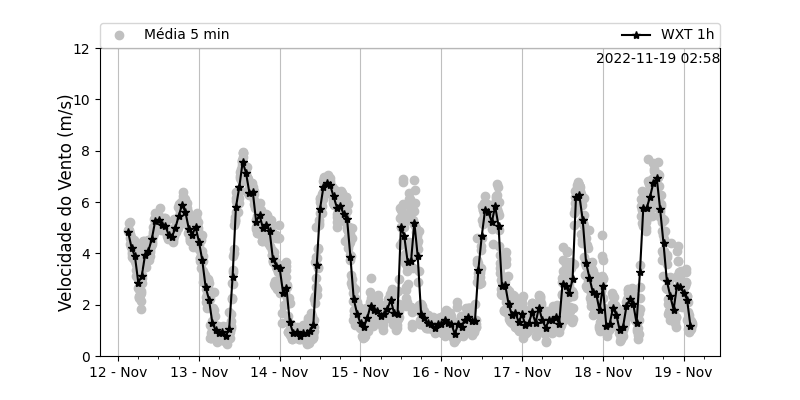 Média 5 min
WXT 1h
2022-11-19 02:58
Velocidade do Vento (m/s)
12
10
8
6
4
2
0
12 - Nov
13 - Nov
14 - Nov
15 - Nov
16 - Nov
17 - Nov
18 - Nov
19 - Nov